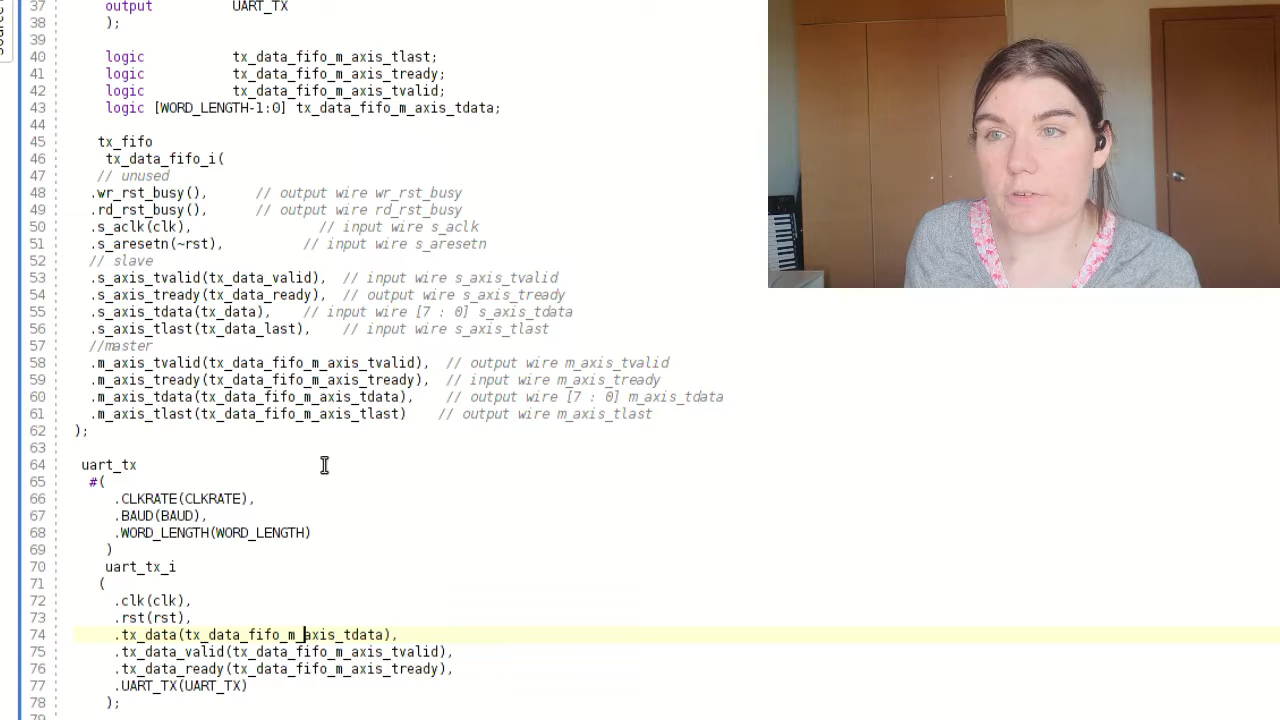 Source
37 output UART_TX
38 );
39
40 logic tx_data_fifo_m_axis_tlast;
41 logic tx_data_fifo_m_axis_tready;
42 logic tx_data_fifo_m_axis_tvalid;
43 logic [WORD_LENGTH-1:0] tx_data_fifo_m_axis_tdata;
44
45 tx_fifo
46 tx_data_fifo_i(
47 // unused
48 .wr_rst_busy(), // output wire wr_rst_busy
49 .rd_rst_busy(), // output wire rd_rst_busy
50 .s_aclk(clk), // input wire s_aclk
51 .s_aresetn(~rst), // input wire s_aresetn
52 // slave
53 .s_axis_tvalid(tx_data_valid), // input wire s_axis_tvalid
54 .s_axis_tready(tx_data_ready), // output wire s_axis_tready
55 .s_axis_tdata(tx_data), // input wire [7 : 0] s_axis_tdata
56 .s_axis_tlast(tx_data_last), // input wire s_axis_tlast
57 //master
58 .m_axis_tvalid(tx_data_fifo_m_axis_tvalid), // output wire m_axis_tvalid
59 .m_axis_tready(tx_data_fifo_m_axis_tready), // input wire m_axis_tready
60 .m_axis_tdata(tx_data_fifo_m_axis_tdata), // output wire [7 : 0] m_axis_tdata
61 .m_axis_tlast(tx_data_fifo_m_axis_tlast) // output wire m_axis_tlast
62 );
63
64 uart_tx
65 #(
66 .CLKRATE(CLKRATE),
67 .BAUD(BAUD),
68 .WORD_LENGTH(WORD_LENGTH)
69 )
70 uart_tx_i
71 (
72 .clk(clk),
73 .rst(rst),
74 .tx_data(tx_data_fifo_m_axis_tdata),
75 .tx_data_valid(tx_data_fifo_m_axis_tvalid),
76 .tx_data_ready(tx_data_fifo_m_axis_tready),
77 .UART_TX(UART_TX)
78 );
79